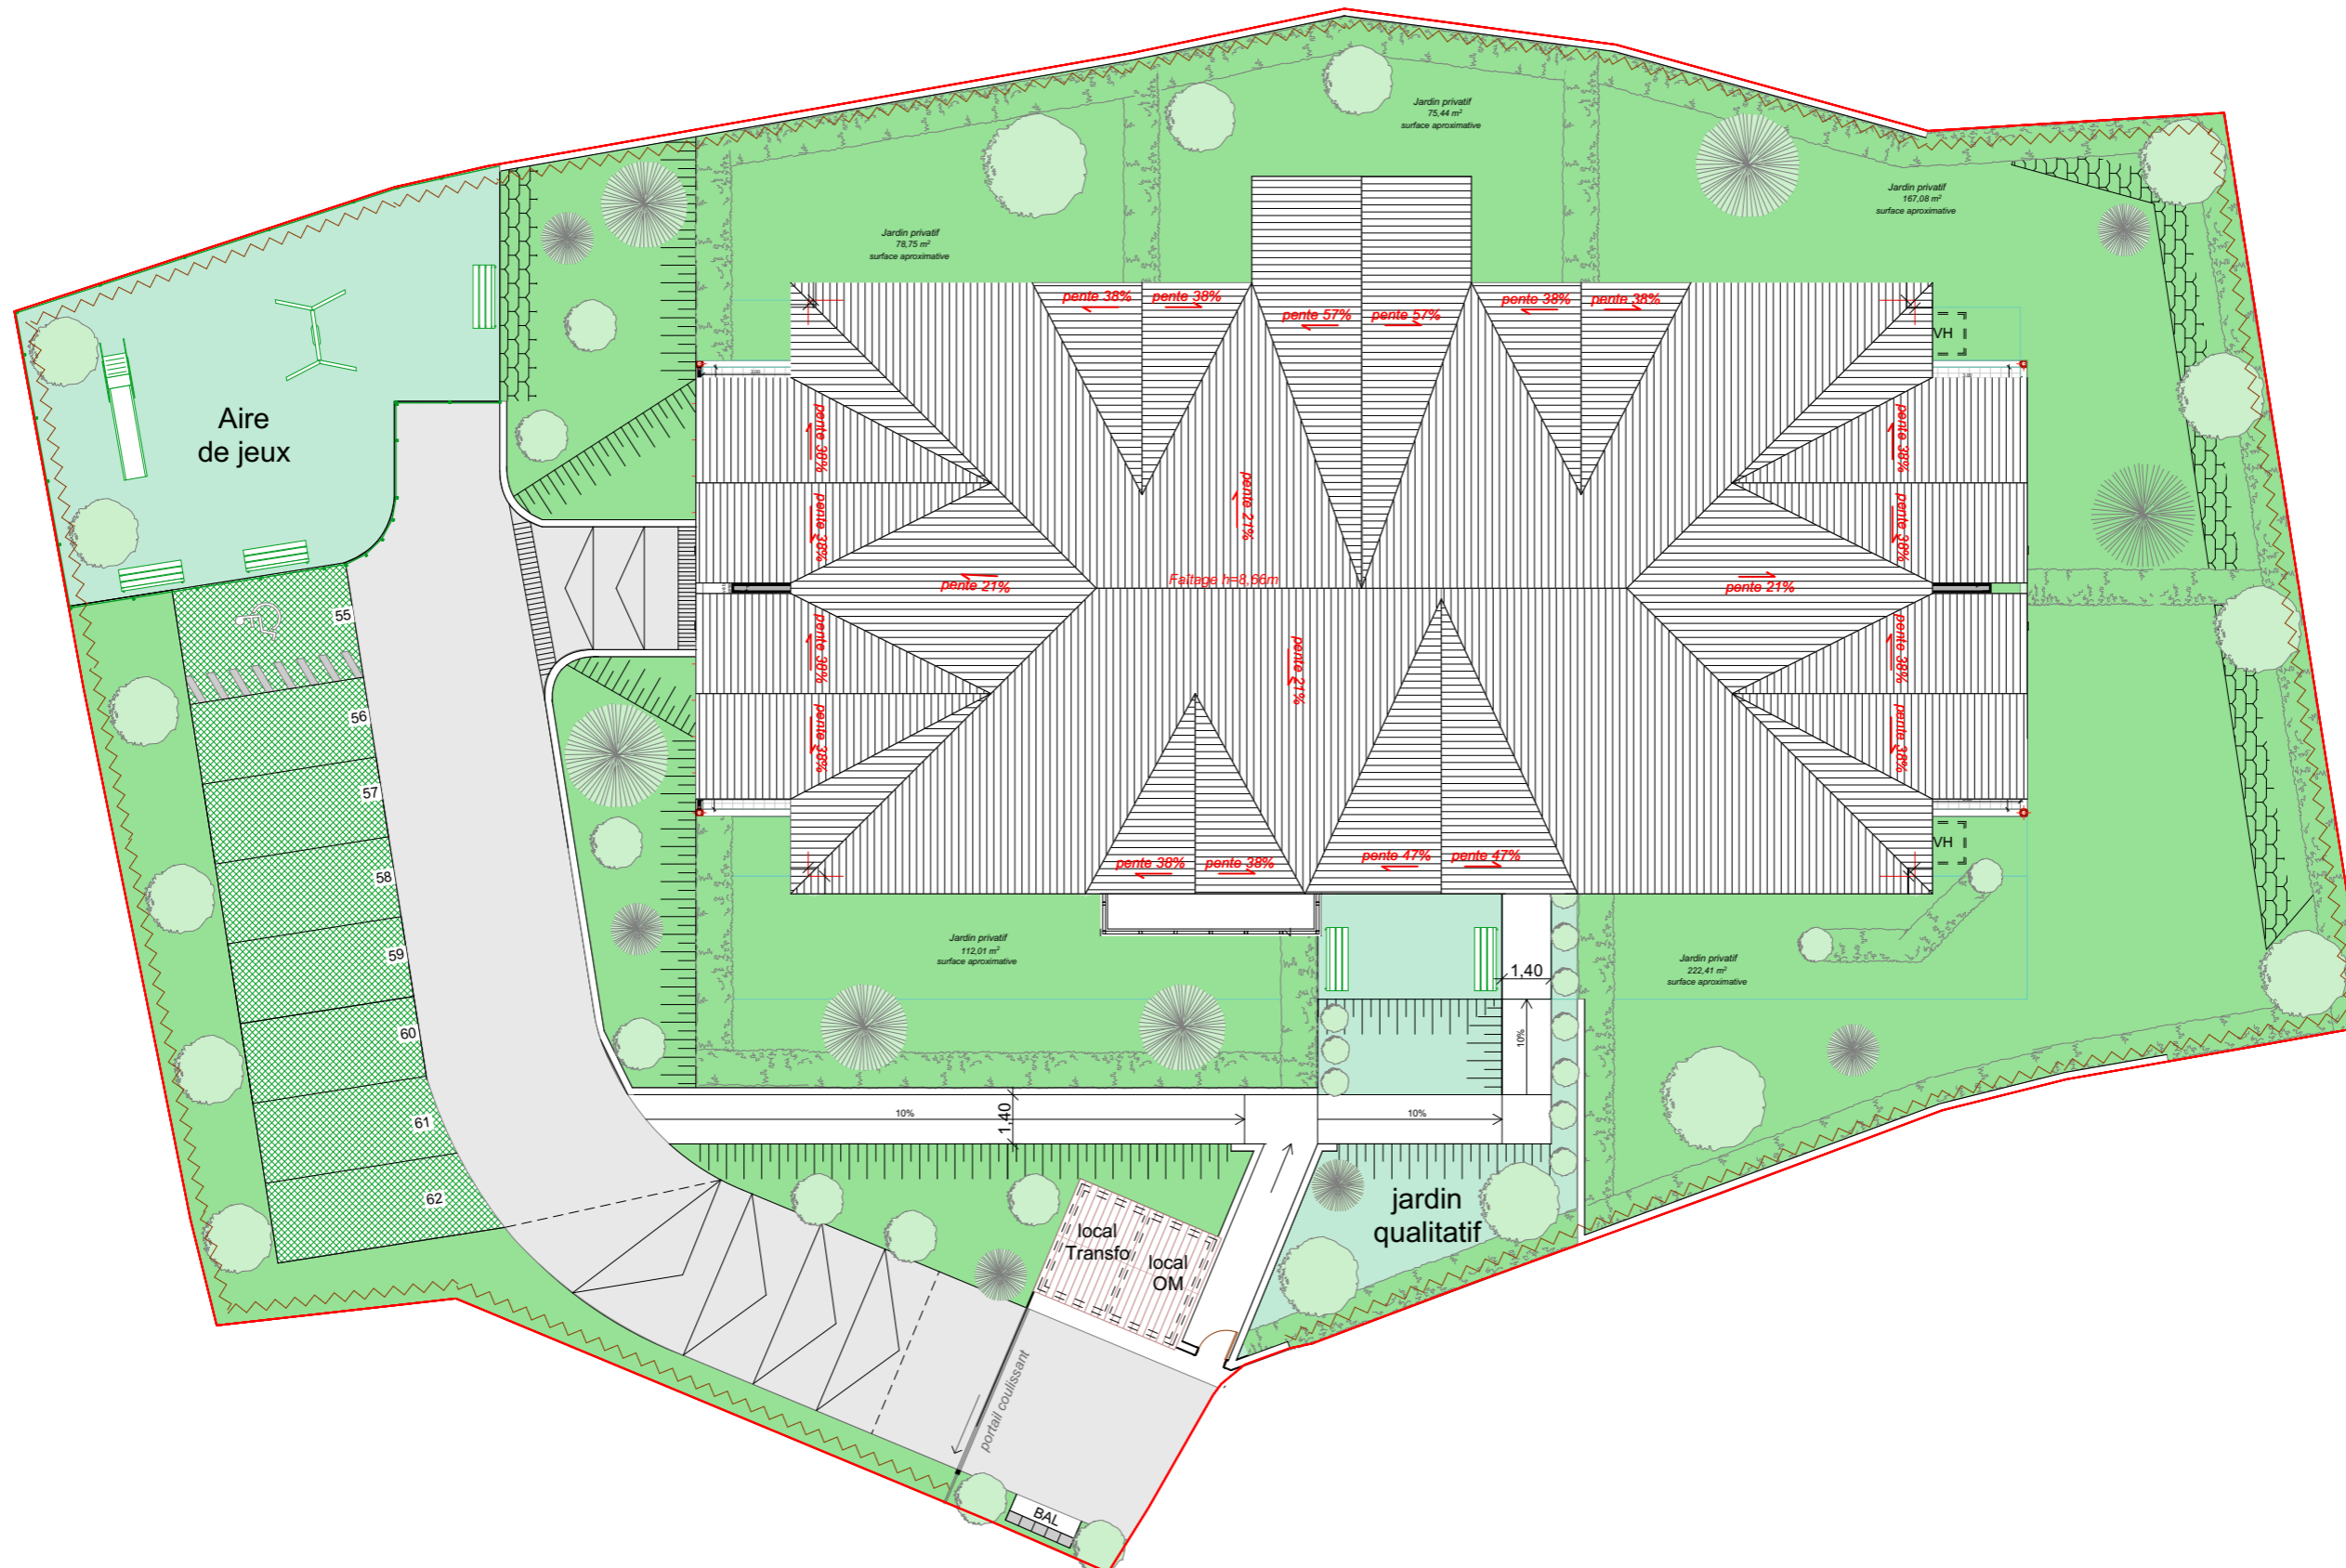 Jardin privatif
75,44 m²
surface aproximative
Jardin privatif
167,08 m²
surface aproximative
Jardin privatif
78,75 m²
surface aproximative
pente 38%
pente 38%
pente 57%
pente 57%
pente 38%
pente 38%
VH
Aire
de jeux
pente 38%
pente 38%
pente 21%
pente 38%
pente 38%
Faîtage h=8,66m
pente 21%
pente 21%
55
pente 38%
pente 38%
pente 21%
pente 38%
pente 38%
56
57
58
59
60
61
62
pente 38%
pente 38%
pente 47%
pente 47%
VH
Jardin privatif
112,01 m²
surface aproximative
Jardin privatif
222,41 m²
surface aproximative
1,40
10%
10%
1,40
10%
jardin
qualitatif
local
Transfo
local
OM
portail coulissant
BAL